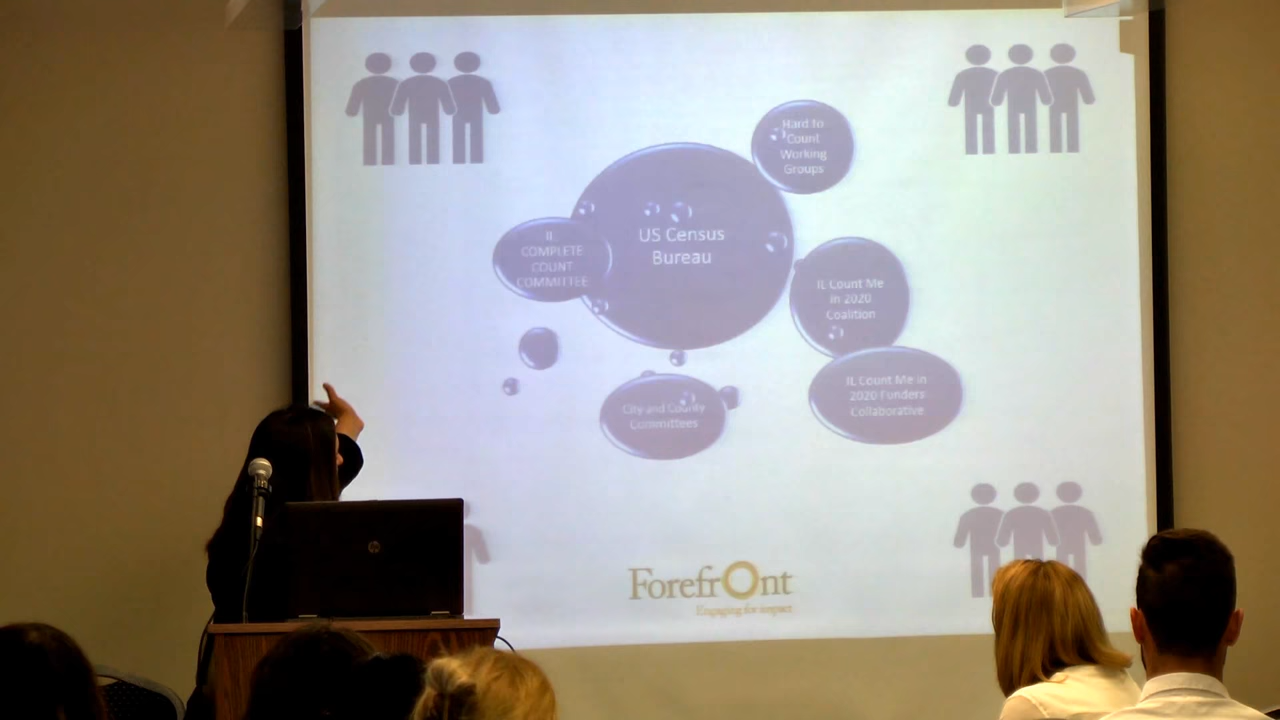 Hard to
Count
Working
Groups
US Census
Bureau
IL
COMPLETE
COUNT
COMMITTEE
IL Count Me
in 2020
Coalition
IL Count Me in
2020 Funders
Collaborative
City and County
Committees
ForefrOnt
Engaging for impact
hp